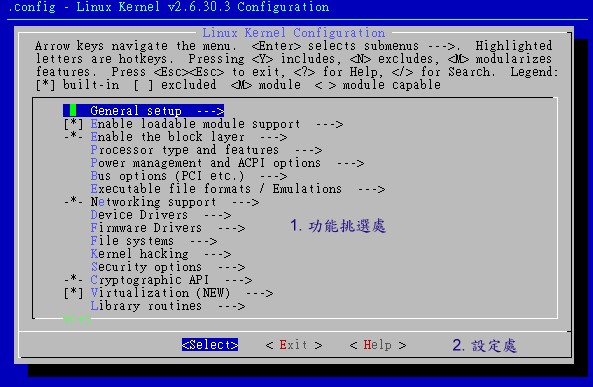 .config - Linux Kernel v2.6.30.3 Configuration
Linux Kernel Configuration
Arrow keys navigate the menu.  <Enter> selects submenus --->.  Highlighted
letters are hotkeys.  Pressing <Y> includes, <N> excludes, <M> modularizes
features.  Press <Esc><Esc> to exit, <?> for Help, </> for Search.  Legend:
[*] built-in  [ ] excluded  <M> module  < > module capable
General setup  --->
[*] Enable loadable module support  --->
-*- Enable the block layer  --->
Processor type and features  --->
Power management and ACPI options  --->
Bus options (PCI etc.)  --->
Executable file formats / Emulations  --->
-*- Networking support  --->
Device Drivers  --->
Firmware Drivers  --->
1. 功能挑選處
File systems  --->
Kernel hacking  --->
Security options  --->
-*- Cryptographic API  --->
[*] Virtualization (NEW)  --->
Library routines  --->
<Select>    < Exit >    < Help >
2. 設定處